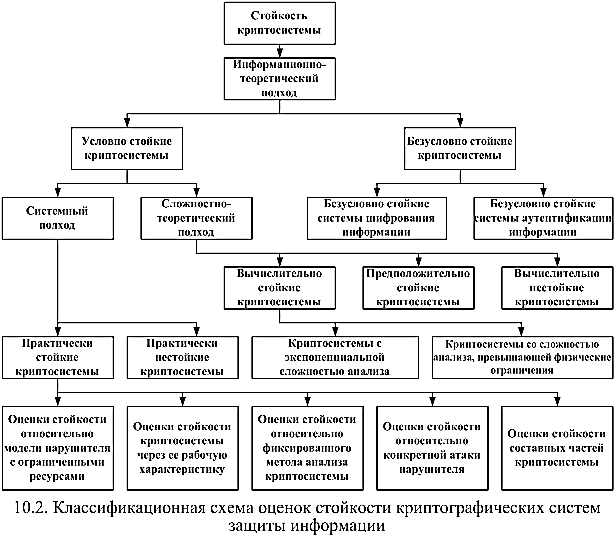 Стойкость
криптосистемы
Информационно-
теоретический
подход
Условно стойкие
криптосистемы
Безусловно стойкие
криптосистемы
Системный
подход
Сложностно-
теоретический
подход
Безусловно стойкие
системы шифрования
информации
Безусловно стойкие
системы аутентификации
информации
Вычислительно
стойкие
криптосистемы
Предположительно
стойкие
криптосистемы
Вычислительно
нестойкие
криптосистемы
Практически
стойкие
криптосистемы
Практически
нестойкие
криптосистемы
Криптосистемы с
экспоненциальной
сложностью анализа
Криптосистемы со сложностью
анализа, превышающей физические
ограничения
Оценки стойкости
относительно
модели нарушителя
с ограниченными
ресурсами
Оценки стойкости
криптосистемы
через ее рабочую
характеристику
Оценки стойкости
относительно
фиксированного
метода анализа
криптосистемы
Оценки стойкости
относительно
конкретной атаки
нарушителя
Оценки стойкости
составных частей
криптосистемы
10.2. Классификационная схема оценок стойкости криптографических систем
защиты информации